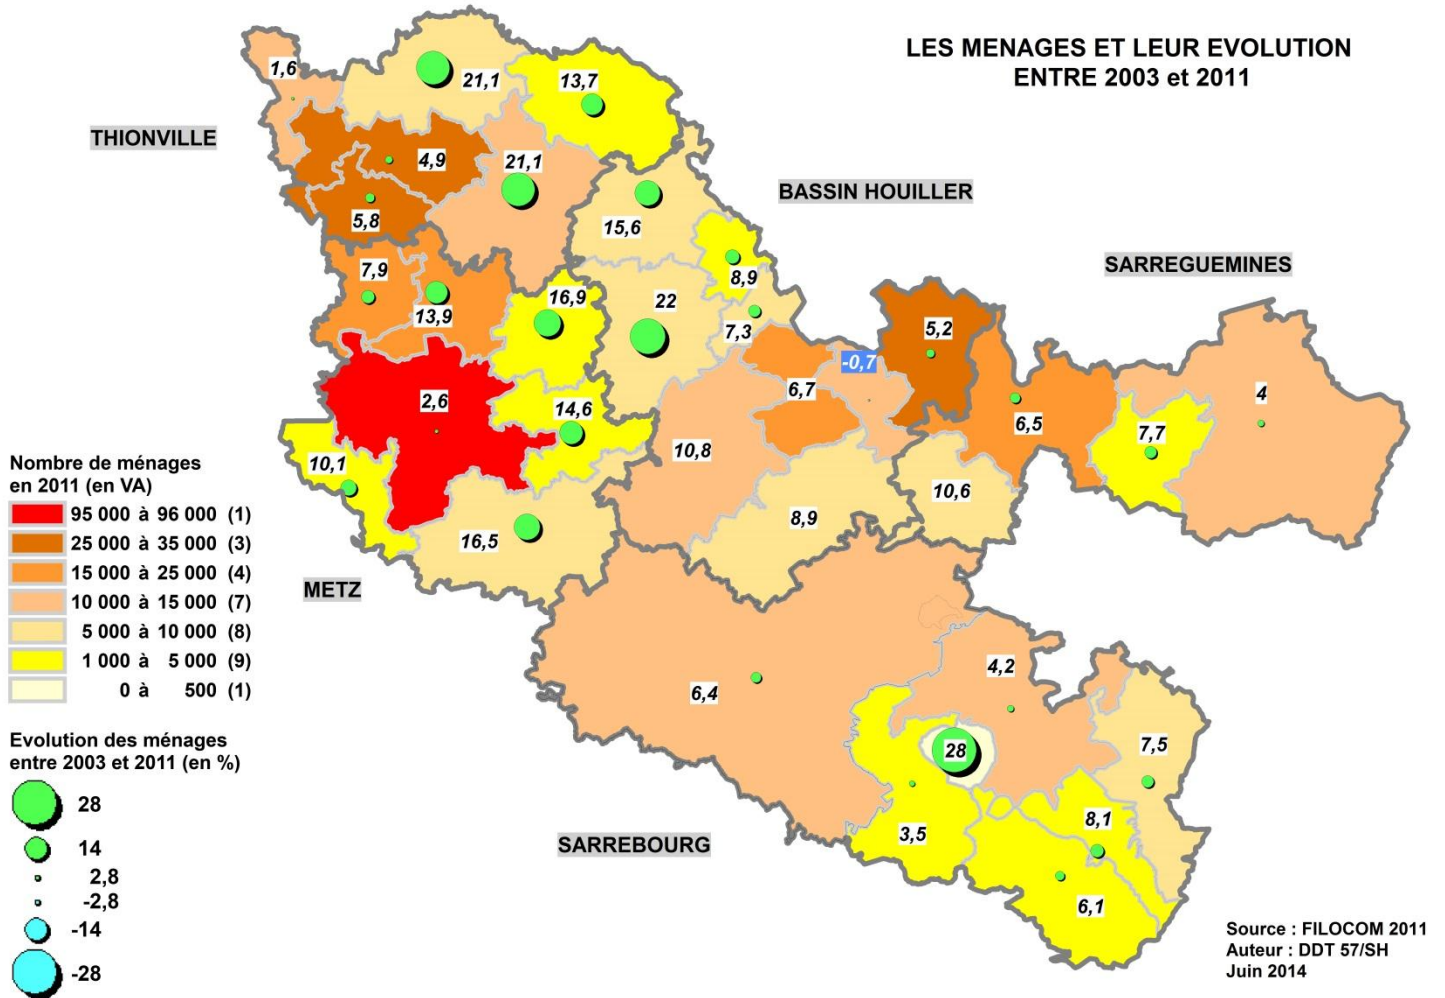 LES MENAGES ET LEUR EVOLUTION
ENTRE 2003 et 2011
1,6
21,1
13,7
THIONVILLE
4,9
21,1
BASSIN HOUILLER
5,8
15,6
SARREGUEMINES
7,9
8,9
16,9
22
13,9
7,3
5,2
-0,7
6,7
4
2,6
14,6
6,5
7,7
10,8
10,1
10,6
8,9
16,5
METZ
Nombre de ménages
en 2011 (en VA)
95 000 à 96 000 (1)
25 000 à 35 000 (3)
15 000 à 25 000 (4)
10 000 à 15 000 (7)
5 000 à 10 000 (8)
1 000 à 5 000 (9)
0 à 500 (1)
4,2
6,4
28
7,5
3,5
8,1
6,1
SARREBOURG
Evolution des ménages
entre 2003 et 2011 (en %)
28
14
2,8
-2,8
-14
-28
Source : FILOCOM 2011
Auteur : DDT 57/SH
Juin 2014